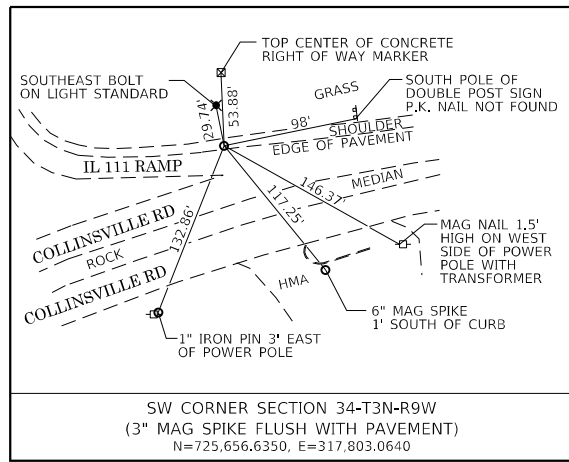 TOP CENTER OF CONCRETE
RIGHT OF WAY MARKER
SOUTHEAST BOLT
ON LIGHT STANDARD
GRASS
SOUTH POLE OF
DOUBLE POST SIGN
P.K. NAIL NOT FOUND
29.74'
53.88'
98'
SHOULDER
EDGE OF PAVEMENT
IL 111 RAMP
146.37'
MEDIAN
117.25'
132.86'
COLLINSVILLE RD
ROCK
COLLINSVILLE RD
HMA
MAG NAIL 1.5'
HIGH ON WEST
SIDE OF POWER
POLE WITH
TRANSFORMER
6" MAG SPIKE
1' SOUTH OF CURB
1" IRON PIN 3' EAST
OF POWER POLE
SW CORNER SECTION 34-T3N-R9W
(3" MAG SPIKE FLUSH WITH PAVEMENT)
N=725,656.6350, E=317,803.0640